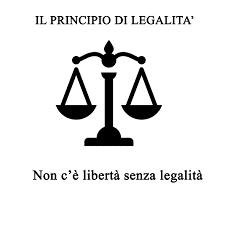 IL PRINCIPIO DI LEGALITA’
Non c’è libertà senza legalità